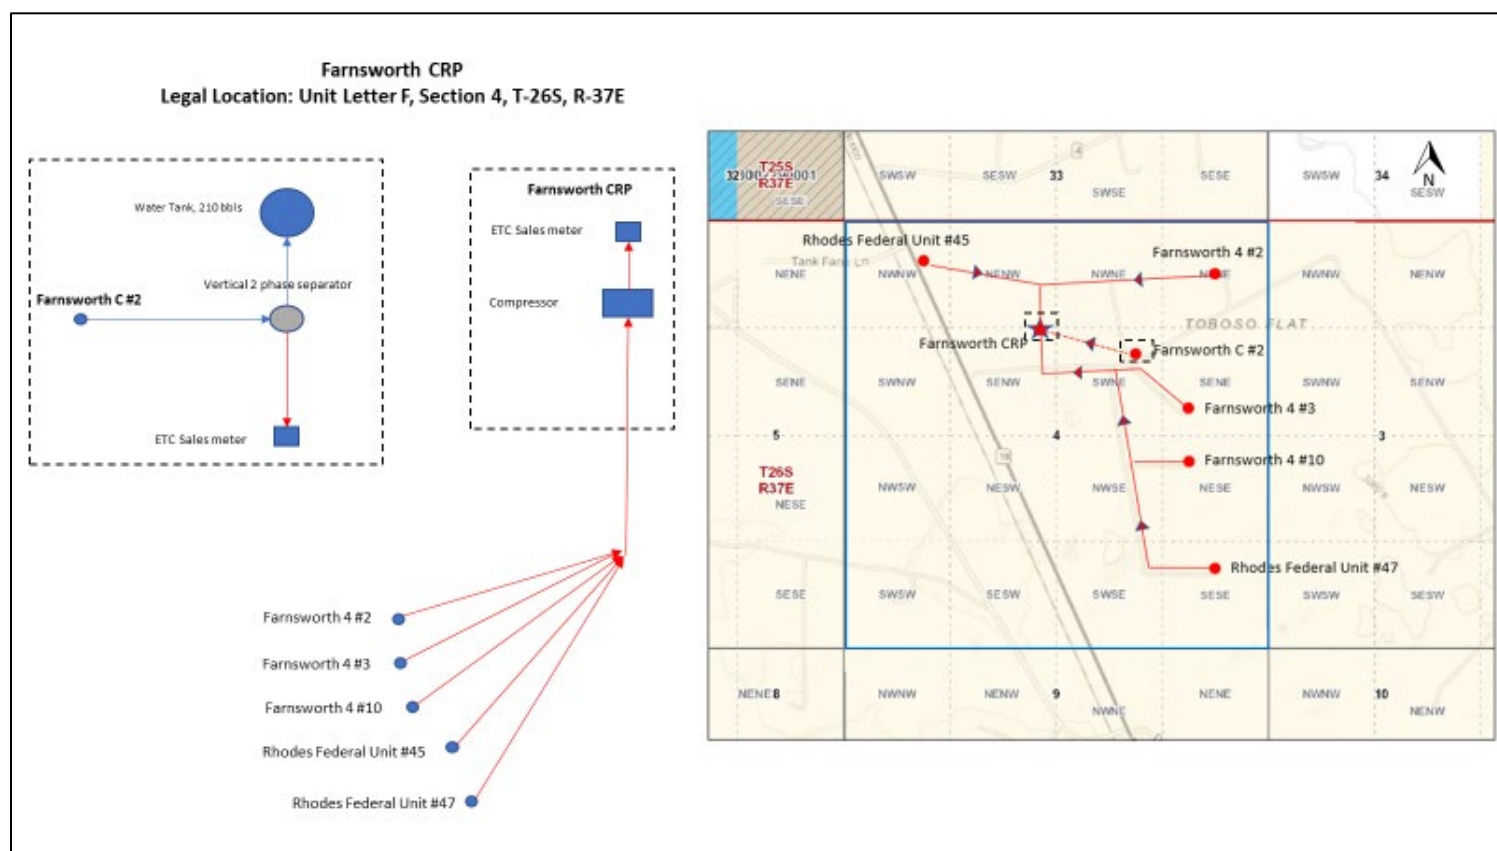 Farnsworth CRP
Legal Location: Unit Letter F, Section 4, T-26S, R-37E
Water Tank, 210 bbls
Vertical 2 phase separator
Farnsworth C #2
ETC Sales meter
Farnsworth CRP
ETC Sales meter
Compressor
Farnsworth 4 #2
Farnsworth 4 #3
Farnsworth 4 #10
Rhodes Federal Unit #45
Rhodes Federal Unit #47
T25S
R37E
SESE
SWSW
SESW
33
SWSE
SESE
SWSW
34
SESW
N
4
Rhodes Federal Unit #45
Farnsworth 4 #2
Tank Farm Ln
NENE
NWNW
NENW
NWNE
NENE
NWNW
NENW
TOBOSO FLAT
Farnsworth CRP
Farnsworth C #2
SENE
SWNW
SENW
SWNE
SENE
SWNW
SENW
Farnsworth 4 #3
5
4
3
18
Farnsworth 4 #10
T26S
R37E
NESE
NWSW
NESW
NWSE
NESE
NWSW
NESW
Rhodes Federal Unit #47
SESE
SWSW
SESW
SWSE
SESE
SWSW
SESW
NENE
8
NWNW
NENW
9
NWNE
NENE
NWNW
10
NENW